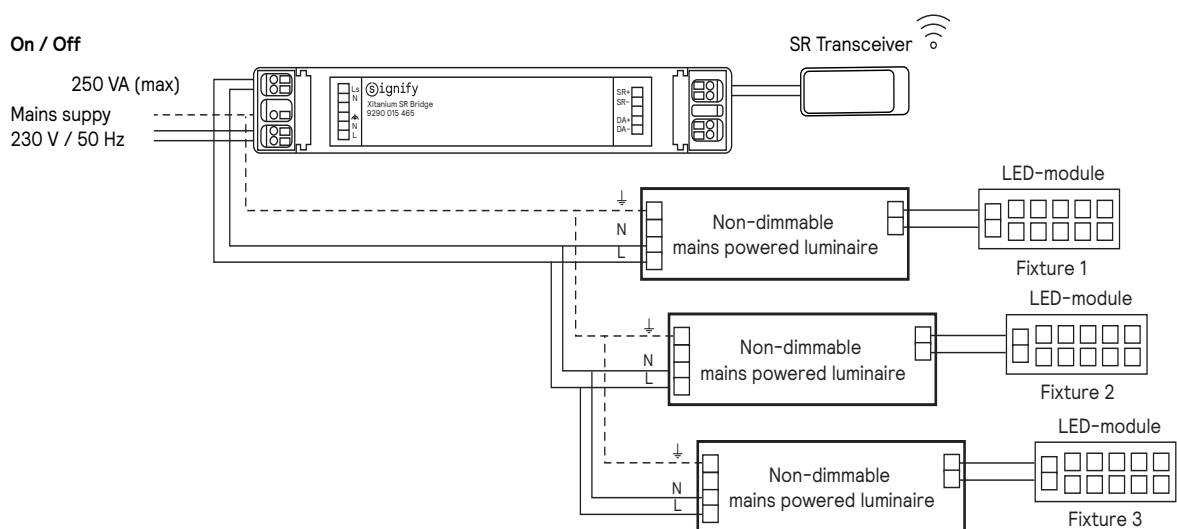 On / Off
SR Transceiver
250 VA (max)
Mains suppy
230 V / 50 Hz
Ls
N
N
L
Signify
Xitanium SR Bridge
9290 015 465
SR+
SR-
DA+
DA-
LED-module
N
L
Non-dimmable
mains powered luminaire
Fixture 1
LED-module
N
L
Non-dimmable
mains powered luminaire
Fixture 2
LED-module
N
L
Non-dimmable
mains powered luminaire
Fixture 3